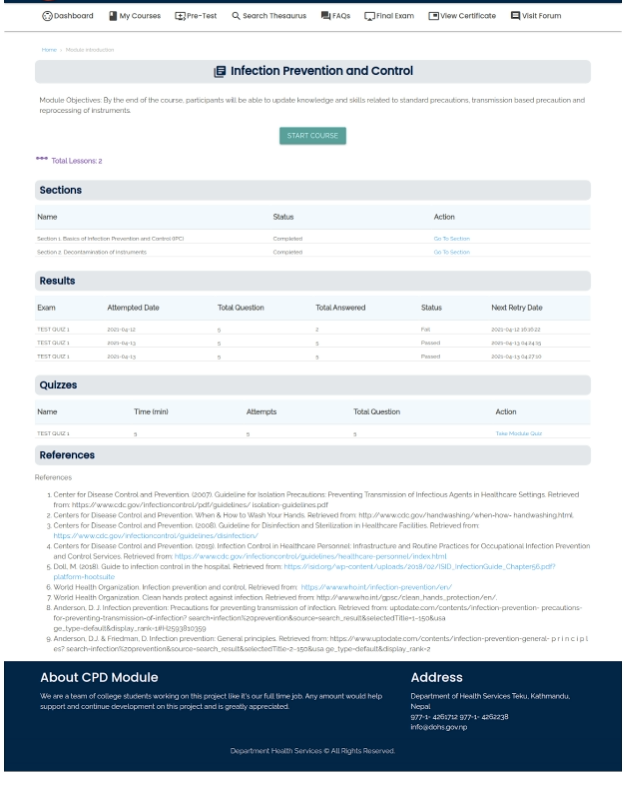 Dashboard My Courses Pre-Test Search Thesaurus FAQs Final Exam View Certificate Visit Forum
Home > Module Introduction
Infection Prevention and Control
Module Objectives. By the end of the course, participants will be able to update knowledge and skills related to standard precautions, transmission based precaution and
reprocessing of instruments.
START COURSE
*** Total Lessons: 2
Sections
Name Status Action
Section 1: Basics of Infection Prevention and Control (IPC) Completed Go To Section
Section 2: Decontamination of Instruments Completed Go To Section
Results
Exam Attempted Date Total Question Total Answered Status Next Retry Date
TEST QUIZ 1 2021-04-12 5 2 Fail 2021-04-12 16:16:22
TEST QUIZ 1 2021-04-13 5 5 Passed 2021-04-13 04:24:15
TEST QUIZ 1 2021-04-13 5 5 Passed 2021-04-13 04:27:10
Quizzes
Name Time (min) Attempts Total Question Action
TEST QUIZ 1 5 5 5 Take Module Quiz
References
References
1. Center for Disease Control and Prevention. (2007). Guideline for Isolation Precautions: Preventing Transmission of Infectious Agents in Healthcare Settings. Retrieved
from: https://www.cdc.gov/infectioncontrol/pdf/guidelines/ isolation-guidelines.pdf
2. Centers for Disease Control and Prevention. When & How to Wash Your Hands. Retrieved from: http://www.cdc.gov/handwashing/when-how- handwashing.html.
3. Centers for Disease Control and Prevention. (2008). Guideline for Disinfection and Sterilization in Healthcare Facilities. Retrieved from:
https://www.cdc.gov/infectioncontrol/guidelines/disinfection/
4. Centers for Disease Control and Prevention. (2019). Infection Control in Healthcare Personnel: Infrastructure and Routine Practices for Occupational Infection Prevention
and Control Services. Retrieved from: https://www.cdc.gov/infectioncontrol/guidelines/healthcare-personnel/index.html
5. Doll, M. (2018). Guide to infection control in the hospital. Retrieved from: https://isid.org/wp-content/uploads/2018/02/ISID_InfectionGuide_Chapter56.pdf?
platform=hootsuite
6. World Health Organization. Infection prevention and control. Retrieved from: https://www.who.int/infection-prevention/en/
7. World Health Organization. Clean hands protect against infection. Retrieved from: http://www.who.int/gpsc/clean_hands_protection/en/.
8. Anderson, D. J. Infection prevention: Precautions for preventing transmission of infection. Retrieved from: uptodate.com/contents/infection-prevention- precautions-
for-preventing-transmission-of-infection? search=infection%20prevention&source=search_result&selectedTitle=1~150&usa
ge_type=default&display_rank=1#H2593810359
9. Anderson, D.J. & Friedman, D. Infection prevention: General principles. Retrieved from: https://www.uptodate.com/contents/infection-prevention-general- p r i n c i p l
es? search=infection%20prevention&source=search_result&selectedTitle=2~150&usa ge_type=default&display_rank=2
About CPD Module Address
We are a team of college students working on this project like it's our full time job. Any amount would help Department of Health Services Teku, Kathmandu,
support and continue development on this project and is greatly appreciated. Nepal
977-1- 4261712 977-1- 4262238
info@dohs.gov.np
Department Health Services © All Rights Reserved.